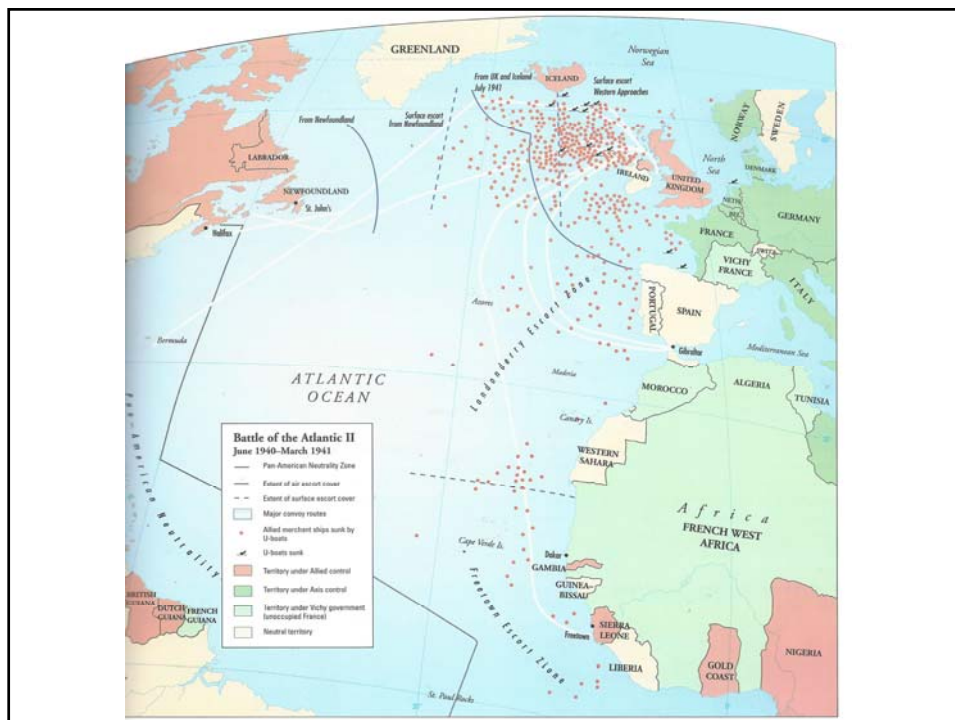 GREENLAND
Norwegian
Sea
From UK and Iceland
July 1941
ICELAND
Surface escort
Western Approaches
From Newfoundland
Surface escort
from Newfoundland
NORWAY
SWEDEN
LABRADOR
North
Sea
DENMARK
NEWFOUNDLAND
St. John's
IRELAND
UNITED
KINGDOM
NETH
BEL
GERMANY
Halifax
FRANCE
SWITZ
VICHY
FRANCE
ITALY
Azores
PORTUGAL
SPAIN
Bermuda
Londonderry Escort Zone
Gibraltar
Mediterranean Sea
ATLANTIC
OCEAN
Madeira
MOROCCO
ALGERIA
TUNISIA
Canary Is.
WESTERN
SAHARA
Pan-American Neutrality
Battle of the Atlantic II
June 1940–March 1941
Pan-American Neutrality Zone
Extent of air escort cover
Extent of surface escort cover
Major convoy routes
Allied merchant ships sunk by
U-boats
U-boats sunk
Territory under Allied control
Territory under Axis control
Territory under Vichy government
(unoccupied France)
Neutral territory
Africa
FRENCH WEST
AFRICA
Cape Verde Is.
Dakar
GAMBIA
GUINEA-
BISSAU
Freetown Escort Zone
BRITISH
GUIANA
DUTCH
GUIANA
FRENCH
GUIANA
Freetown
SIERRA
LEONE
LIBERIA
GOLD
COAST
NIGERIA
St. Paul Rocks